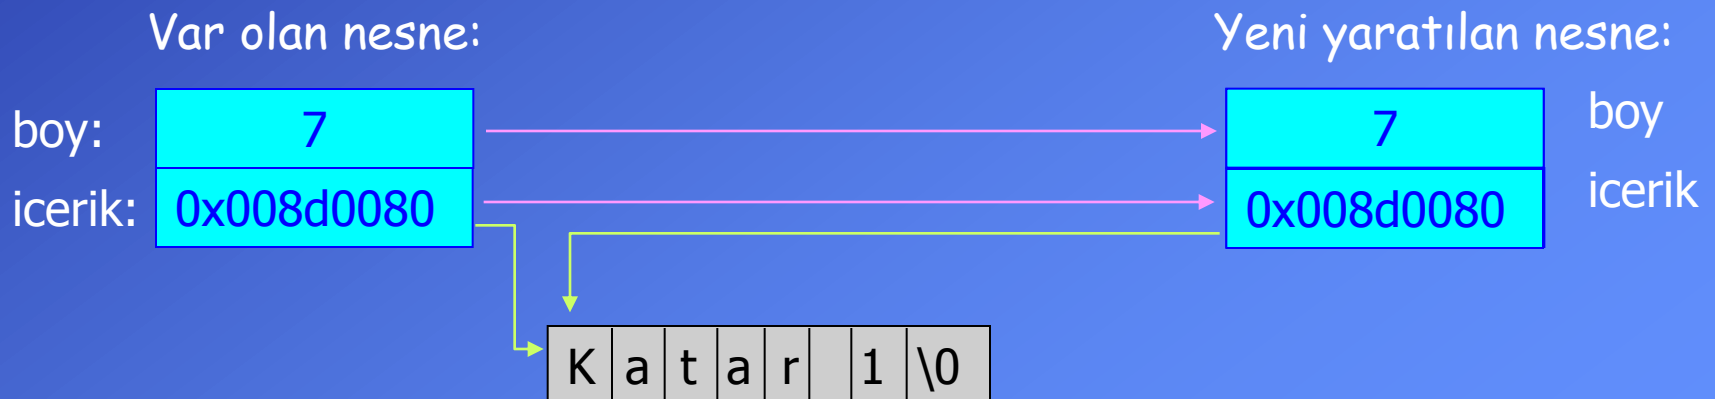 Var olan nesne: Yeni yaratılan nesne:
boy: 7 7 boy
icerik: 0x008d0080 0x008d0080 icerik
K a t a r 1 \0